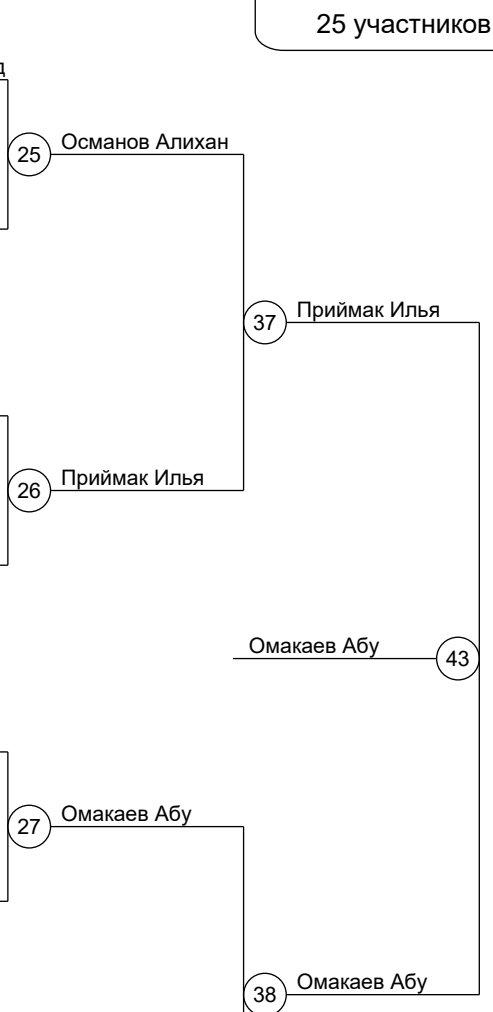 25 участников
д
25 Османов Алихан
37 Приймак Илья
26 Приймак Илья
Омакаев Абу 43
27 Омакаев Абу
38 Омакаев Абу